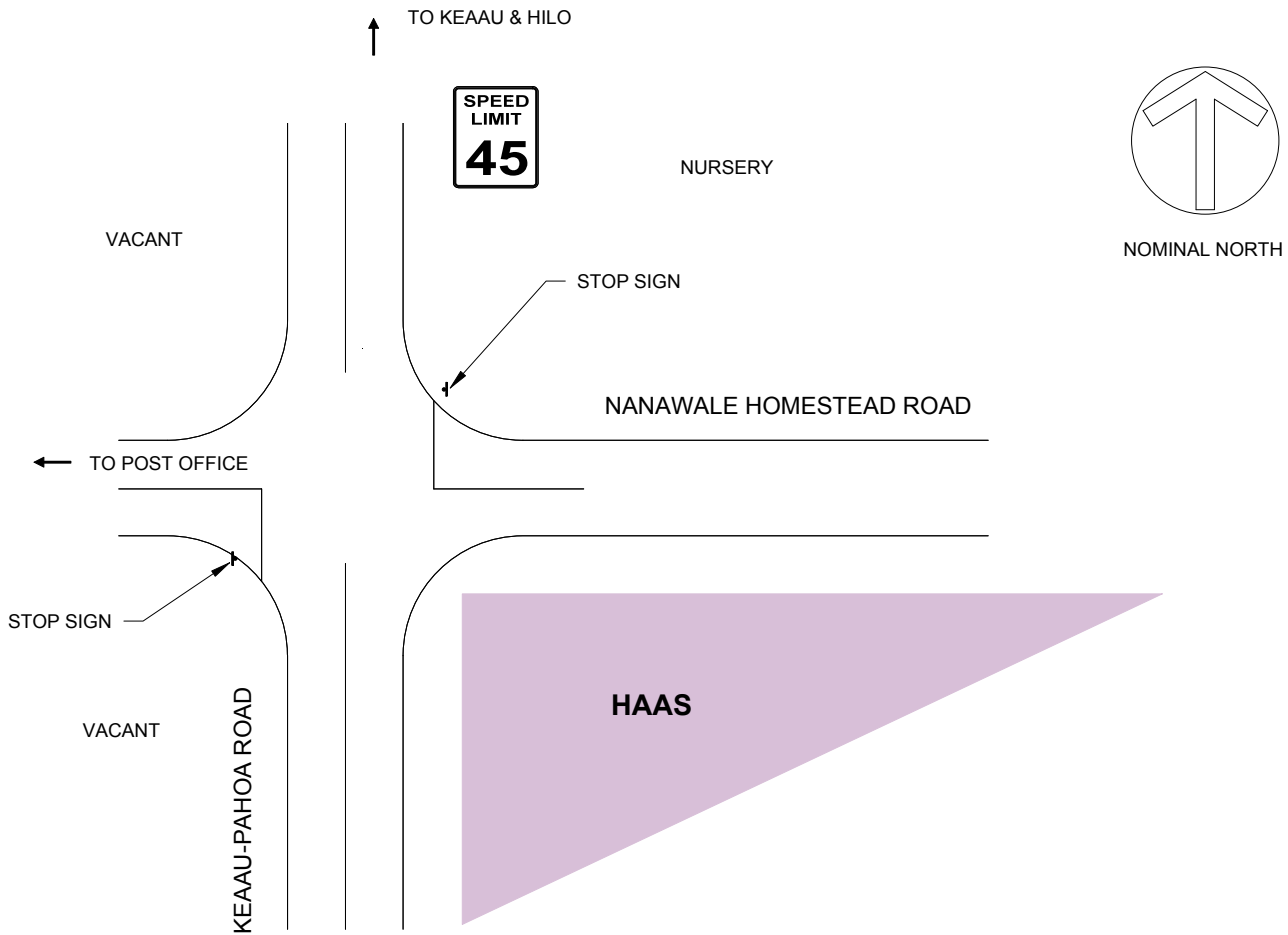 TO KEAAU & HILO
SPEED
LIMIT
45
NURSERY
VACANT
NOMINAL NORTH
STOP SIGN
NANAWALE HOMESTEAD ROAD
TO POST OFFICE
STOP SIGN
HAAS
VACANT
KEAAU-PAHOA ROAD